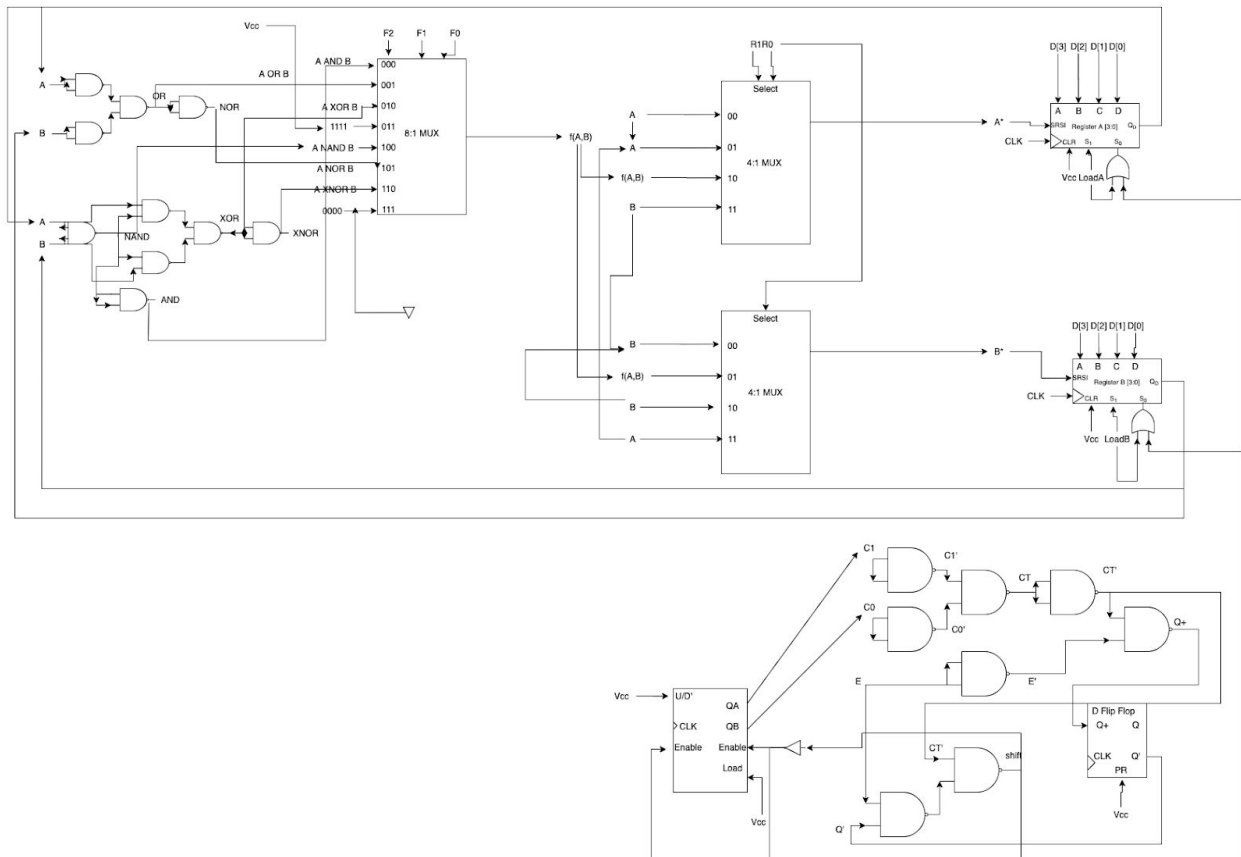 Vcc
F2
F1
F0
A AND B
000
A OR B
001
A XOR B
010
1111
011
8:1 MUX
A NAND B
100
A NOR B
101
A XNOR B
110
0000
111
A
B
OR
NOR
A
B
NAND
XOR
XNOR
AND
f(A,B)
R1R0
Select
A
00
A
01
4:1 MUX
f(A,B)
10
B
11
A*
D[3] D[2] D[1] D[0]
A B C D
SRSI
Register A [3:0]
QD
CLK
CLR
S1
S0
Vcc
LoadA
Select
B
00
f(A,B)
01
4:1 MUX
B
10
A
11
B*
D[3] D[2] D[1] D[0]
A B C D
SRSI
Register B [3:0]
QD
CLK
CLR
S1
S0
Vcc
LoadB
C1
C1'
CT
CT'
C0
C0'
Q+
E
E'
Vcc
U/D'
QA
CLK
QB
Enable
Enable
Load
Vcc
CT'
shift
Q'
D Flip Flop
Q+
Q
CLK
Q'
PR
Vcc